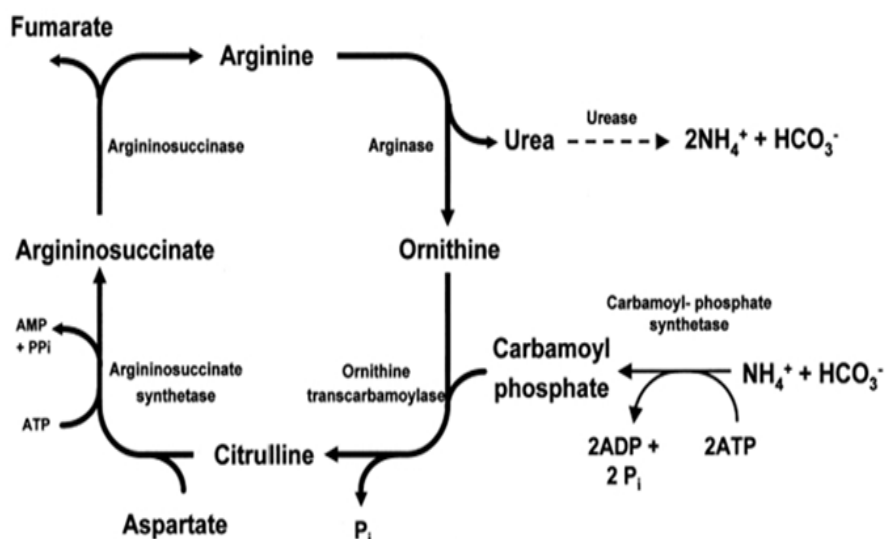 Fumarate
Arginine
Argininosuccinase
Arginase
Urea
Urease
2NH₄⁺ + HCO₃⁻
Argininosuccinate
Ornithine
AMP
+ PPi
ATP
Argininosuccinate
synthetase
Ornithine
transcarbamoylase
Carbamoyl
phosphate
Carbamoyl- phosphate
synthetase
NH₄⁺ + HCO₃⁻
2ADP +
2 Pᵢ
2ATP
Citrulline
Aspartate
Pᵢ